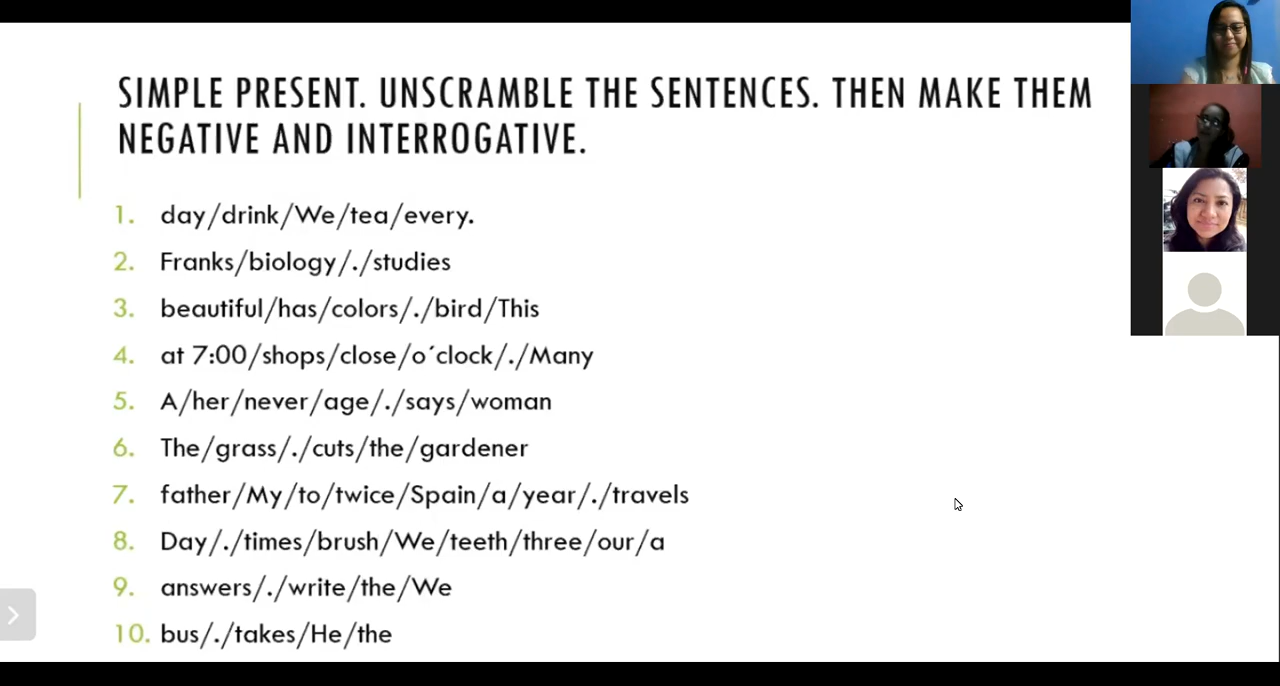 SIMPLE PRESENT. UNSCRAMBLE THE SENTENCES. THEN MAKE THEM
NEGATIVE AND INTERROGATIVE.
1. day/drink/We/tea/every.
2. Franks/biology/./studies
3. beautiful/has/colors/./bird/This
4. at 7:00/shops/close/o´clock/./Many
5. A/her/never/age/./says/woman
6. The/grass/./cuts/the/gardener
7. father/My/to/twice/Spain/a/year/./travels
8. Day/./times/brush/We/teeth/three/our/a
9. answers/./write/the/We
10. bus/./takes/He/the